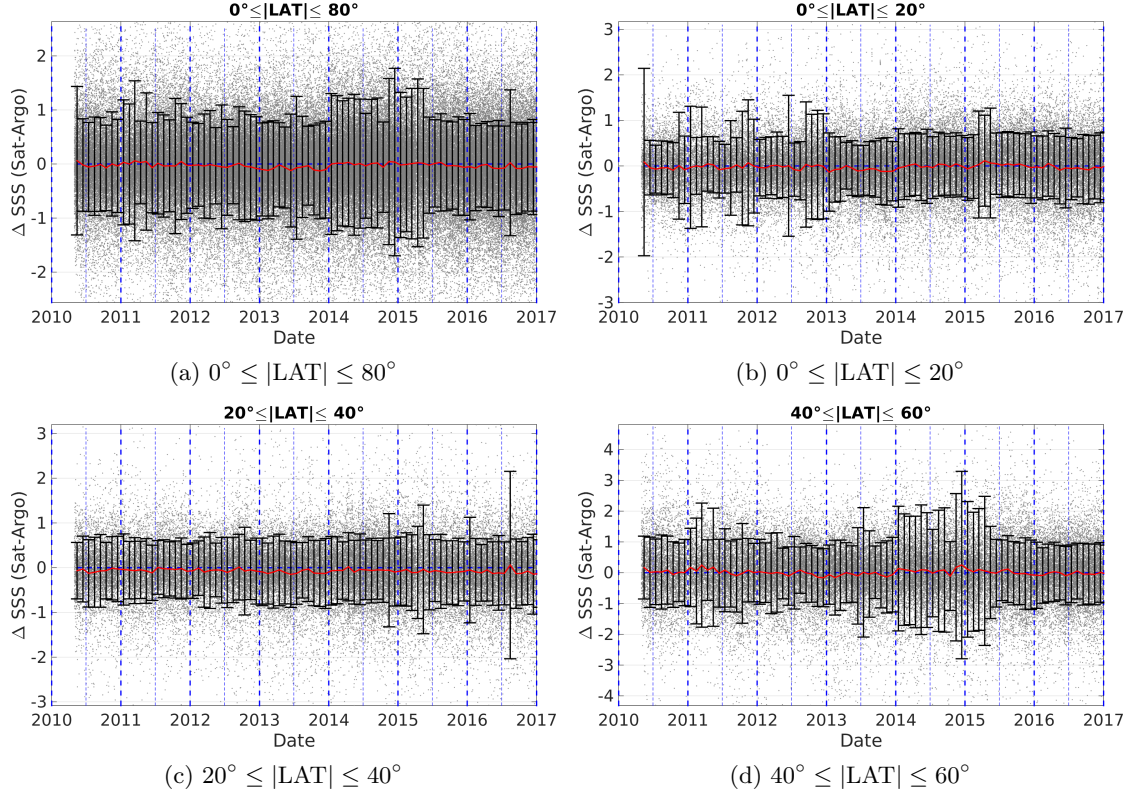 0°≤|LAT|≤ 80°
Δ SSS (Sat-Argo)
2
1
0
-1
-2
2010 2011 2012 2013 2014 2015 2016 2017
Date
(a) 0° ≤ |LAT| ≤ 80°
0°≤|LAT|≤ 20°
Δ SSS (Sat-Argo)
3
2
1
0
-1
-2
-3
2010 2011 2012 2013 2014 2015 2016 2017
Date
(b) 0° ≤ |LAT| ≤ 20°
20°≤|LAT|≤ 40°
Δ SSS (Sat-Argo)
3
2
1
0
-1
-2
-3
2010 2011 2012 2013 2014 2015 2016 2017
Date
(c) 20° ≤ |LAT| ≤ 40°
40°≤|LAT|≤ 60°
Δ SSS (Sat-Argo)
4
3
2
1
0
-1
-2
-3
-4
2010 2011 2012 2013 2014 2015 2016 2017
Date
(d) 40° ≤ |LAT| ≤ 60°